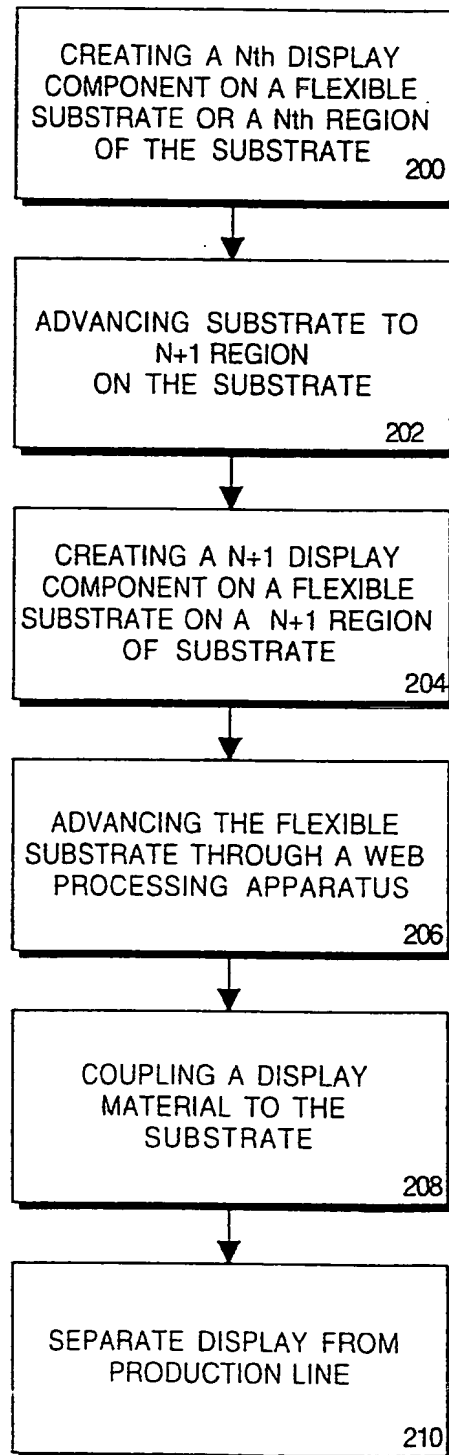 CREATING A Nth DISPLAY
COMPONENT ON A FLEXIBLE
SUBSTRATE OR A Nth REGION
OF THE SUBSTRATE
200
ADVANCING SUBSTRATE TO
N+1 REGION
ON THE SUBSTRATE
202
CREATING A N+1 DISPLAY
COMPONENT ON A FLEXIBLE
SUBSTRATE ON A N+1 REGION
OF SUBSTRATE
204
ADVANCING THE FLEXIBLE
SUBSTRATE THROUGH A WEB
PROCESSING APPARATUS
206
COUPLING A DISPLAY
MATERIAL TO THE
SUBSTRATE
208
SEPARATE DISPLAY FROM
PRODUCTION LINE
210